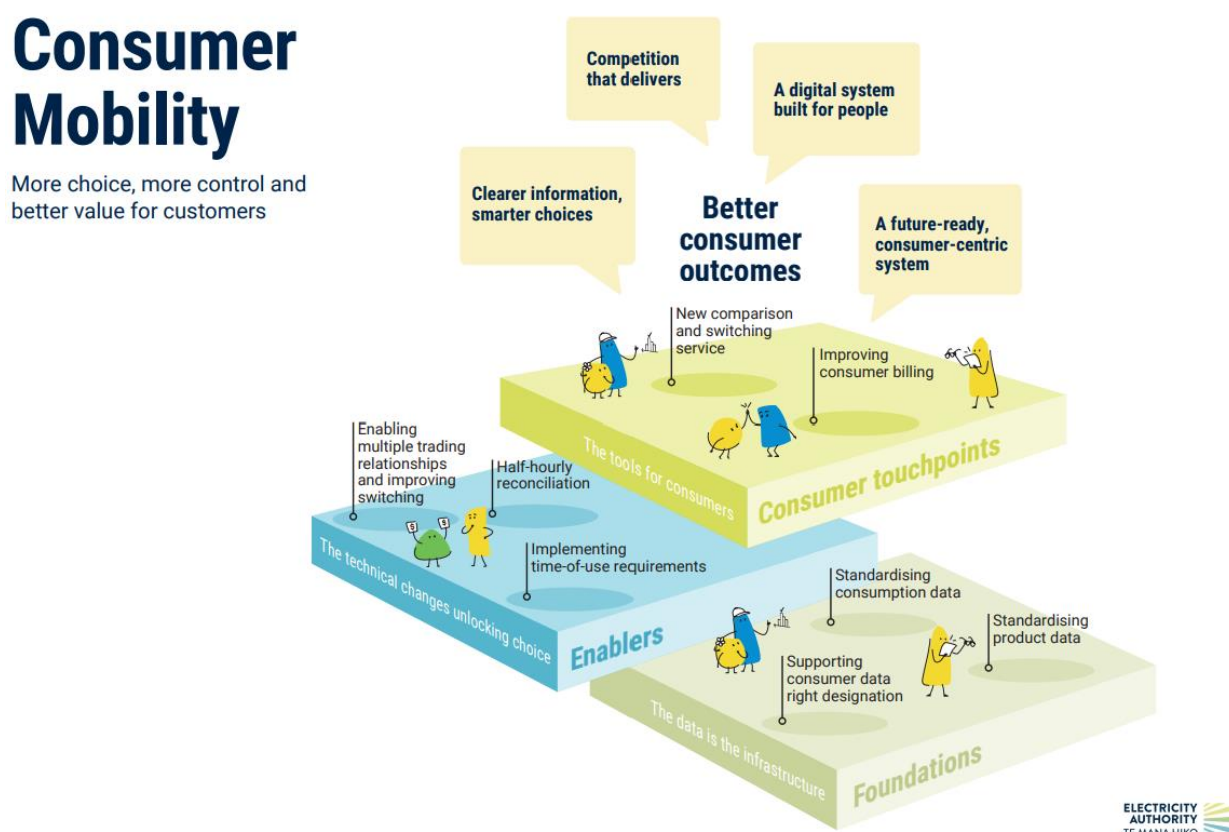 Consumer
Mobility
More choice, more control and
better value for customers
Competition
that delivers
A digital system
built for people
Clearer information,
smarter choices
Better
consumer
outcomes
A future-ready,
consumer-centric
system
New comparison
and switching
service
Improving
consumer billing
The tools for consumers
Consumer touchpoints
Enabling
multiple trading
relationships
and improving
switching
Half-hourly
reconciliation
Implementing
time-of-use requirements
The technical changes unlocking choice
Enablers
Standardising
consumption data
Standardising
product data
Supporting
consumer data
right designation
The data is the infrastructure
Foundations
ELECTRICITY
AUTHORITY
TE MANA HIKO